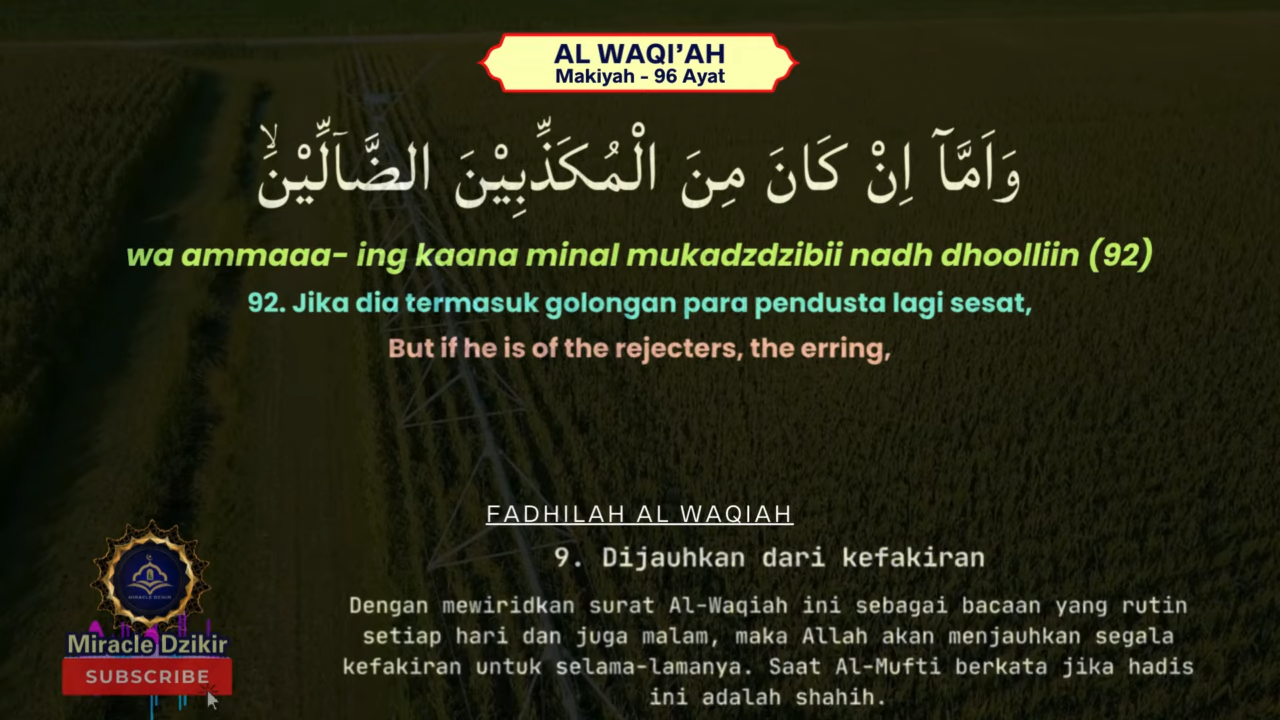 AL WAQI’AH
Makiyah - 96 Ayat
وَاَمَّآ اِنْ كَانَ مِنَ الْمُكَذِّبِيْنَ الضَّاۤلِّيْنَۙ
wa ammaaa- ing kaana minal mukadzdzibii nadh dhoolliin (92)
92. Jika dia termasuk golongan para pendusta lagi sesat,
But if he is of the rejecters, the erring,
FADHILAH AL WAQIAH
9. Dijauhkan dari kefakiran
Dengan mewiridkan surat Al-Waqiah ini sebagai bacaan yang rutin
setiap hari dan juga malam, maka Allah akan menjauhkan segala
kefakiran untuk selama-lamanya. Saat Al-Mufti berkata jika hadis
ini adalah shahih.
MIRACLE DZIKIR
Miracle Dzikir
SUBSCRIBE